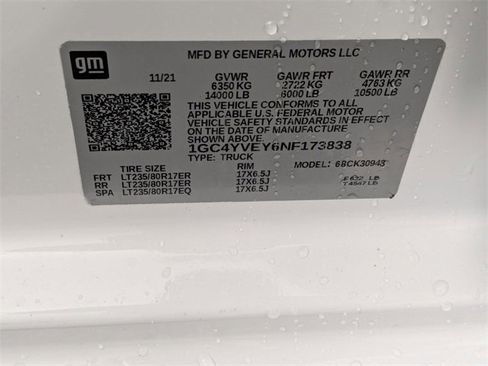 gm
MFD BY GENERAL MOTORS LLC
11/21 GVWR GAWR FRT GAWR RR
6350 KG 2722 KG 4763 KG
14000 LB 6000 LB 10500 LB
THIS VEHICLE CONFORMS TO ALL
APPLICABLE U.S. FEDERAL MOTOR
VEHICLE SAFETY STANDARDS IN EFFECT
ON THE DATE OF MANUFACTURE
SHOWN ABOVE
1GC4YVEY6NF173838
TYPE: TRUCK MODEL:
TIRE SIZE RIM
FRT LT235/80R17ER 17X6.5J
RR LT235/80R17ER 17X6.5J
SPA LT235/80R17EQ 17X6.5J